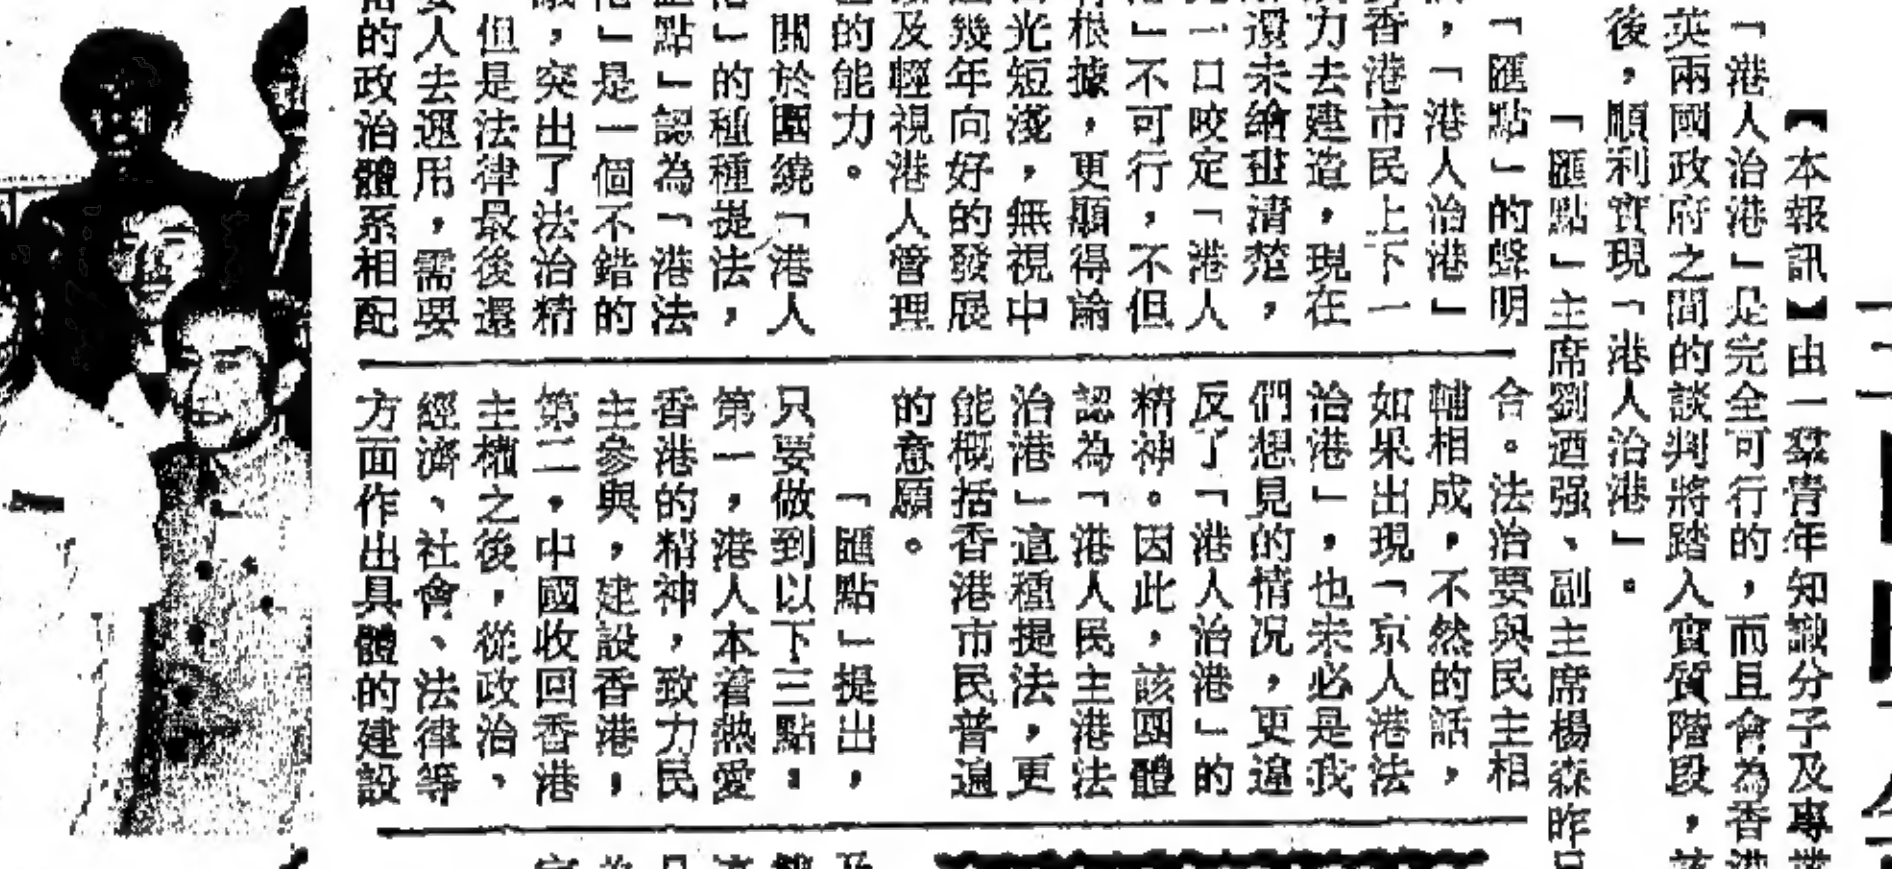 【本報訊】由一羣青年知識分子及專業
「港人治港」是完全可行的，而且會為香港
英兩國政府之間的談判將踏入實質階段，該
後，順利實現「港人治港」。
「匯點」主席劉迺强、副主席楊森昨日
「匯點」的聲明
，「港人治港」
香港市民上下一
力去建造，現在
還未給畫清楚，
一口咬定「港人
」不可行，不但
根據，更顯得論
光短淺，無視中
幾年向好的發展
及輕視港人管理
的能力。
關於圍繞「港人
」的種種提法，
點」認為「港法
」是一個不錯的
，突出了法治精
但是法律最後還
人去運用，需要
的政治體系相配
合。法治要與民主相
輔相成，不然的話，
如果出現「京人港法
治港」，也未必是我
們想見的情況，更違
反了「港人治港」的
精神。因此，該團體
認為「港人民主港法
治港」這種提法，更
能概括香港市民普遍
的意願。
「匯點」提出，
只要做到以下三點：
第一，港人本着熱愛
香港的精神，致力民
主參與，建設香港；
第二，中國收回香港
主權之後，從政治、
經濟、社會、法律等
方面作出具體的建設